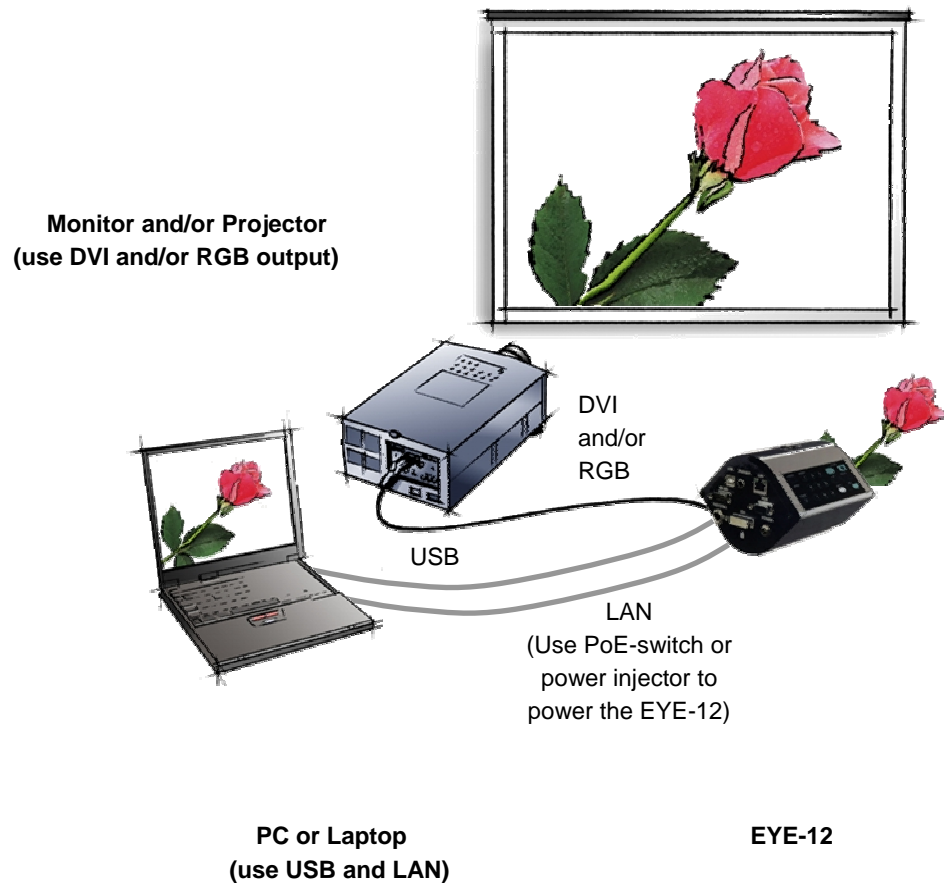 Monitor and/or Projector
(use DVI and/or RGB output)
DVI
and/or
RGB
USB
LAN
(Use PoE-switch or
power injector to
power the EYE-12)
PC or Laptop
(use USB and LAN)
EYE-12